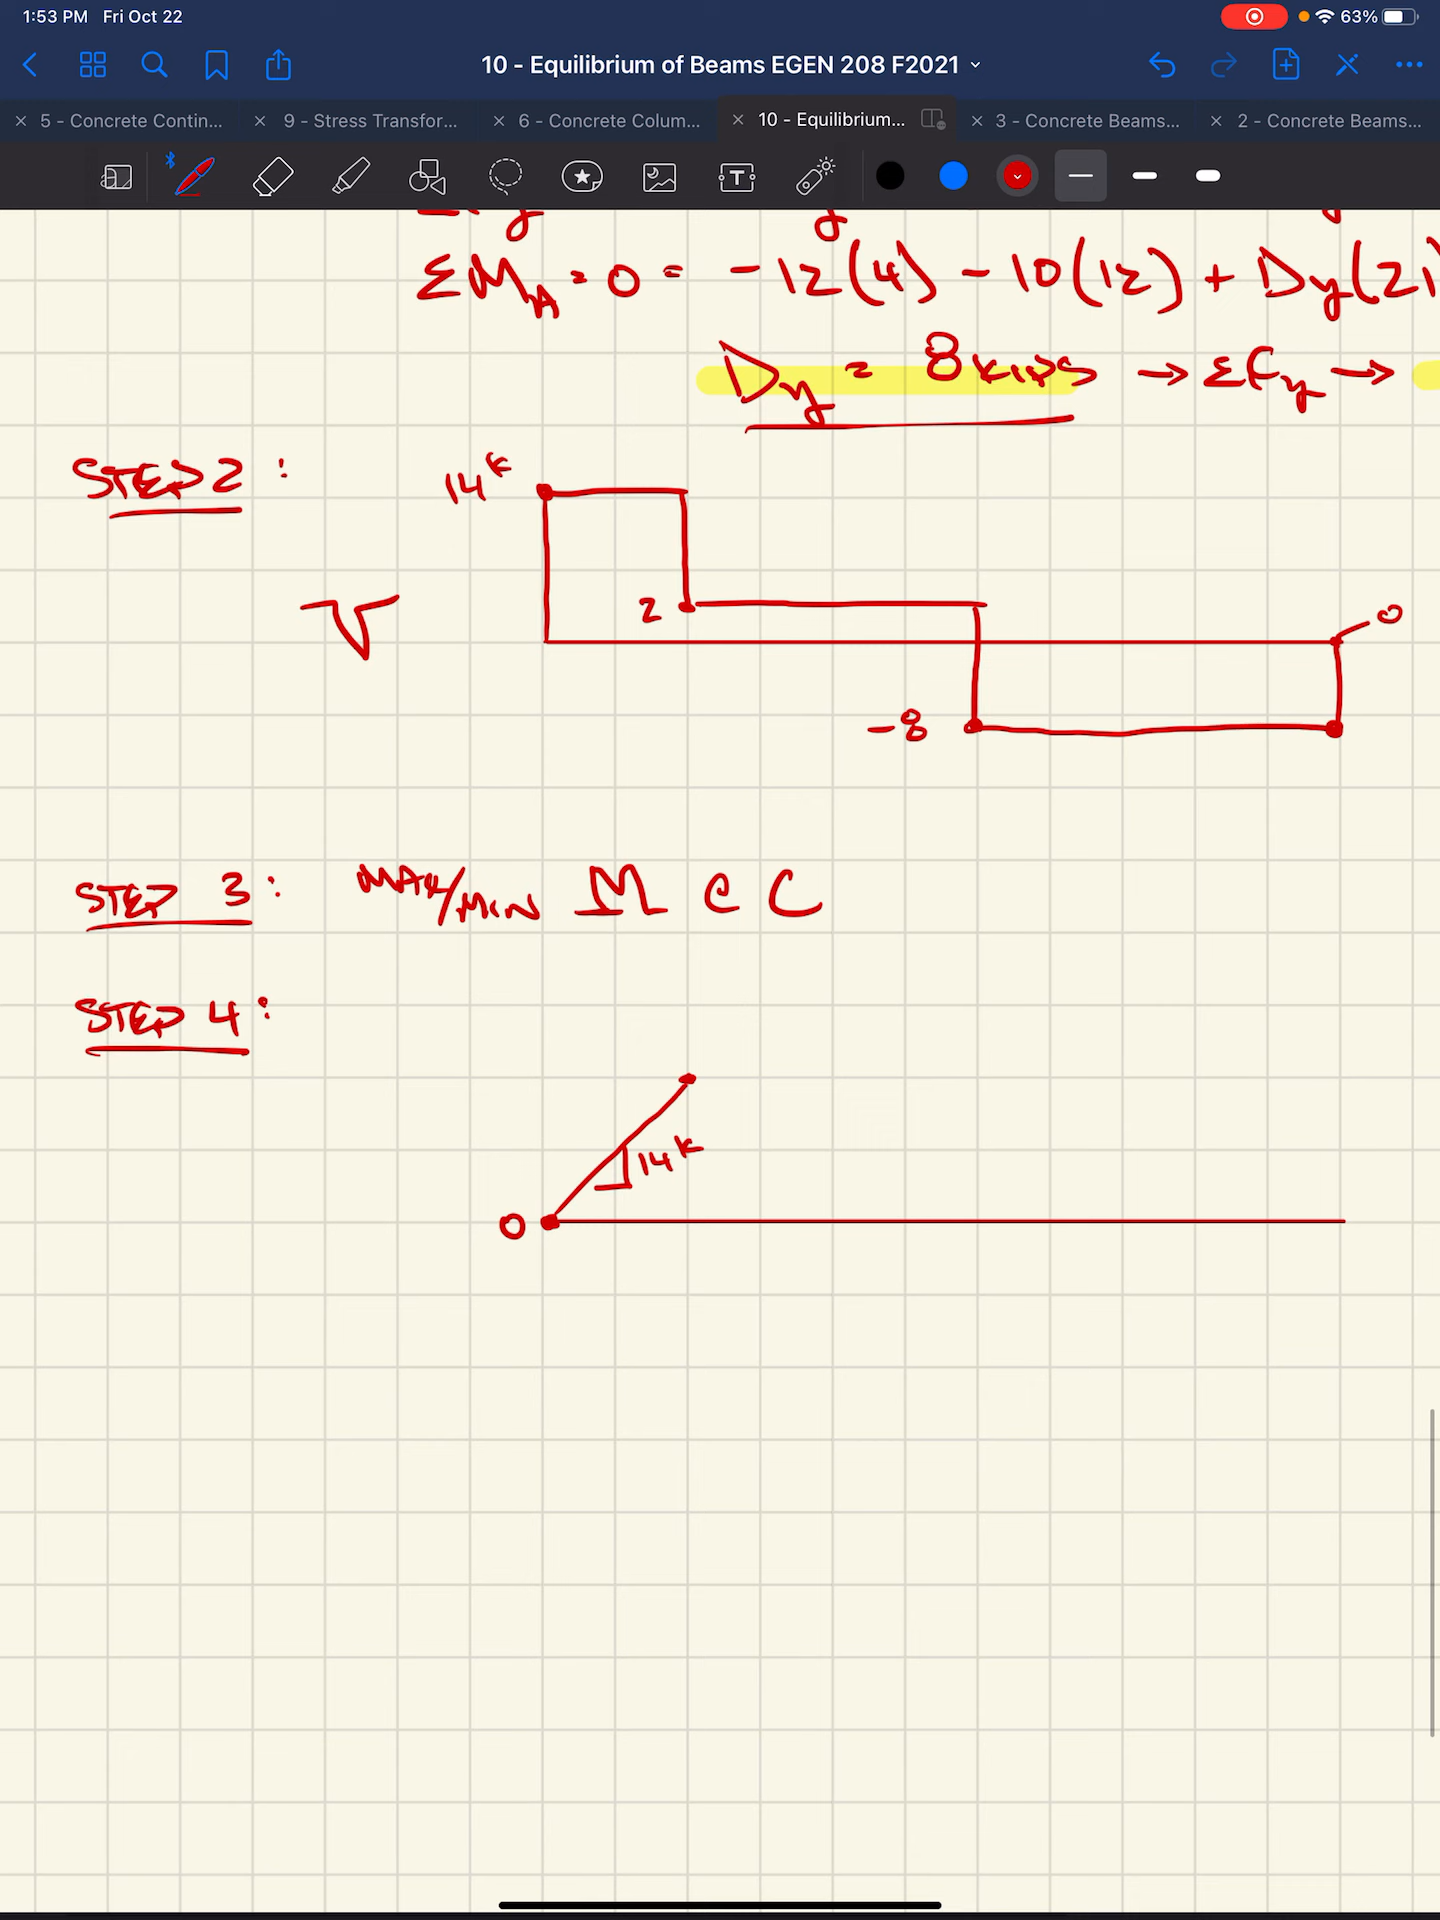 1:53 PM Fri Oct 22
63%
10 - Equilibrium of Beams EGEN 208 F2021
5 - Concrete Contin...
9 - Stress Transfor...
6 - Concrete Colum...
10 - Equilibrium...
3 - Concrete Beams...
2 - Concrete Beams...
ΣM_A = 0 = -12(4) - 10(12) + Dy(21)
Dy = 8 KIPS → ΣFy →
STEP 2 :
14ᴷ
2
0
V
-8
STEP 3 : MAX/MIN M @ C
STEP 4 :
14ᴷ
0